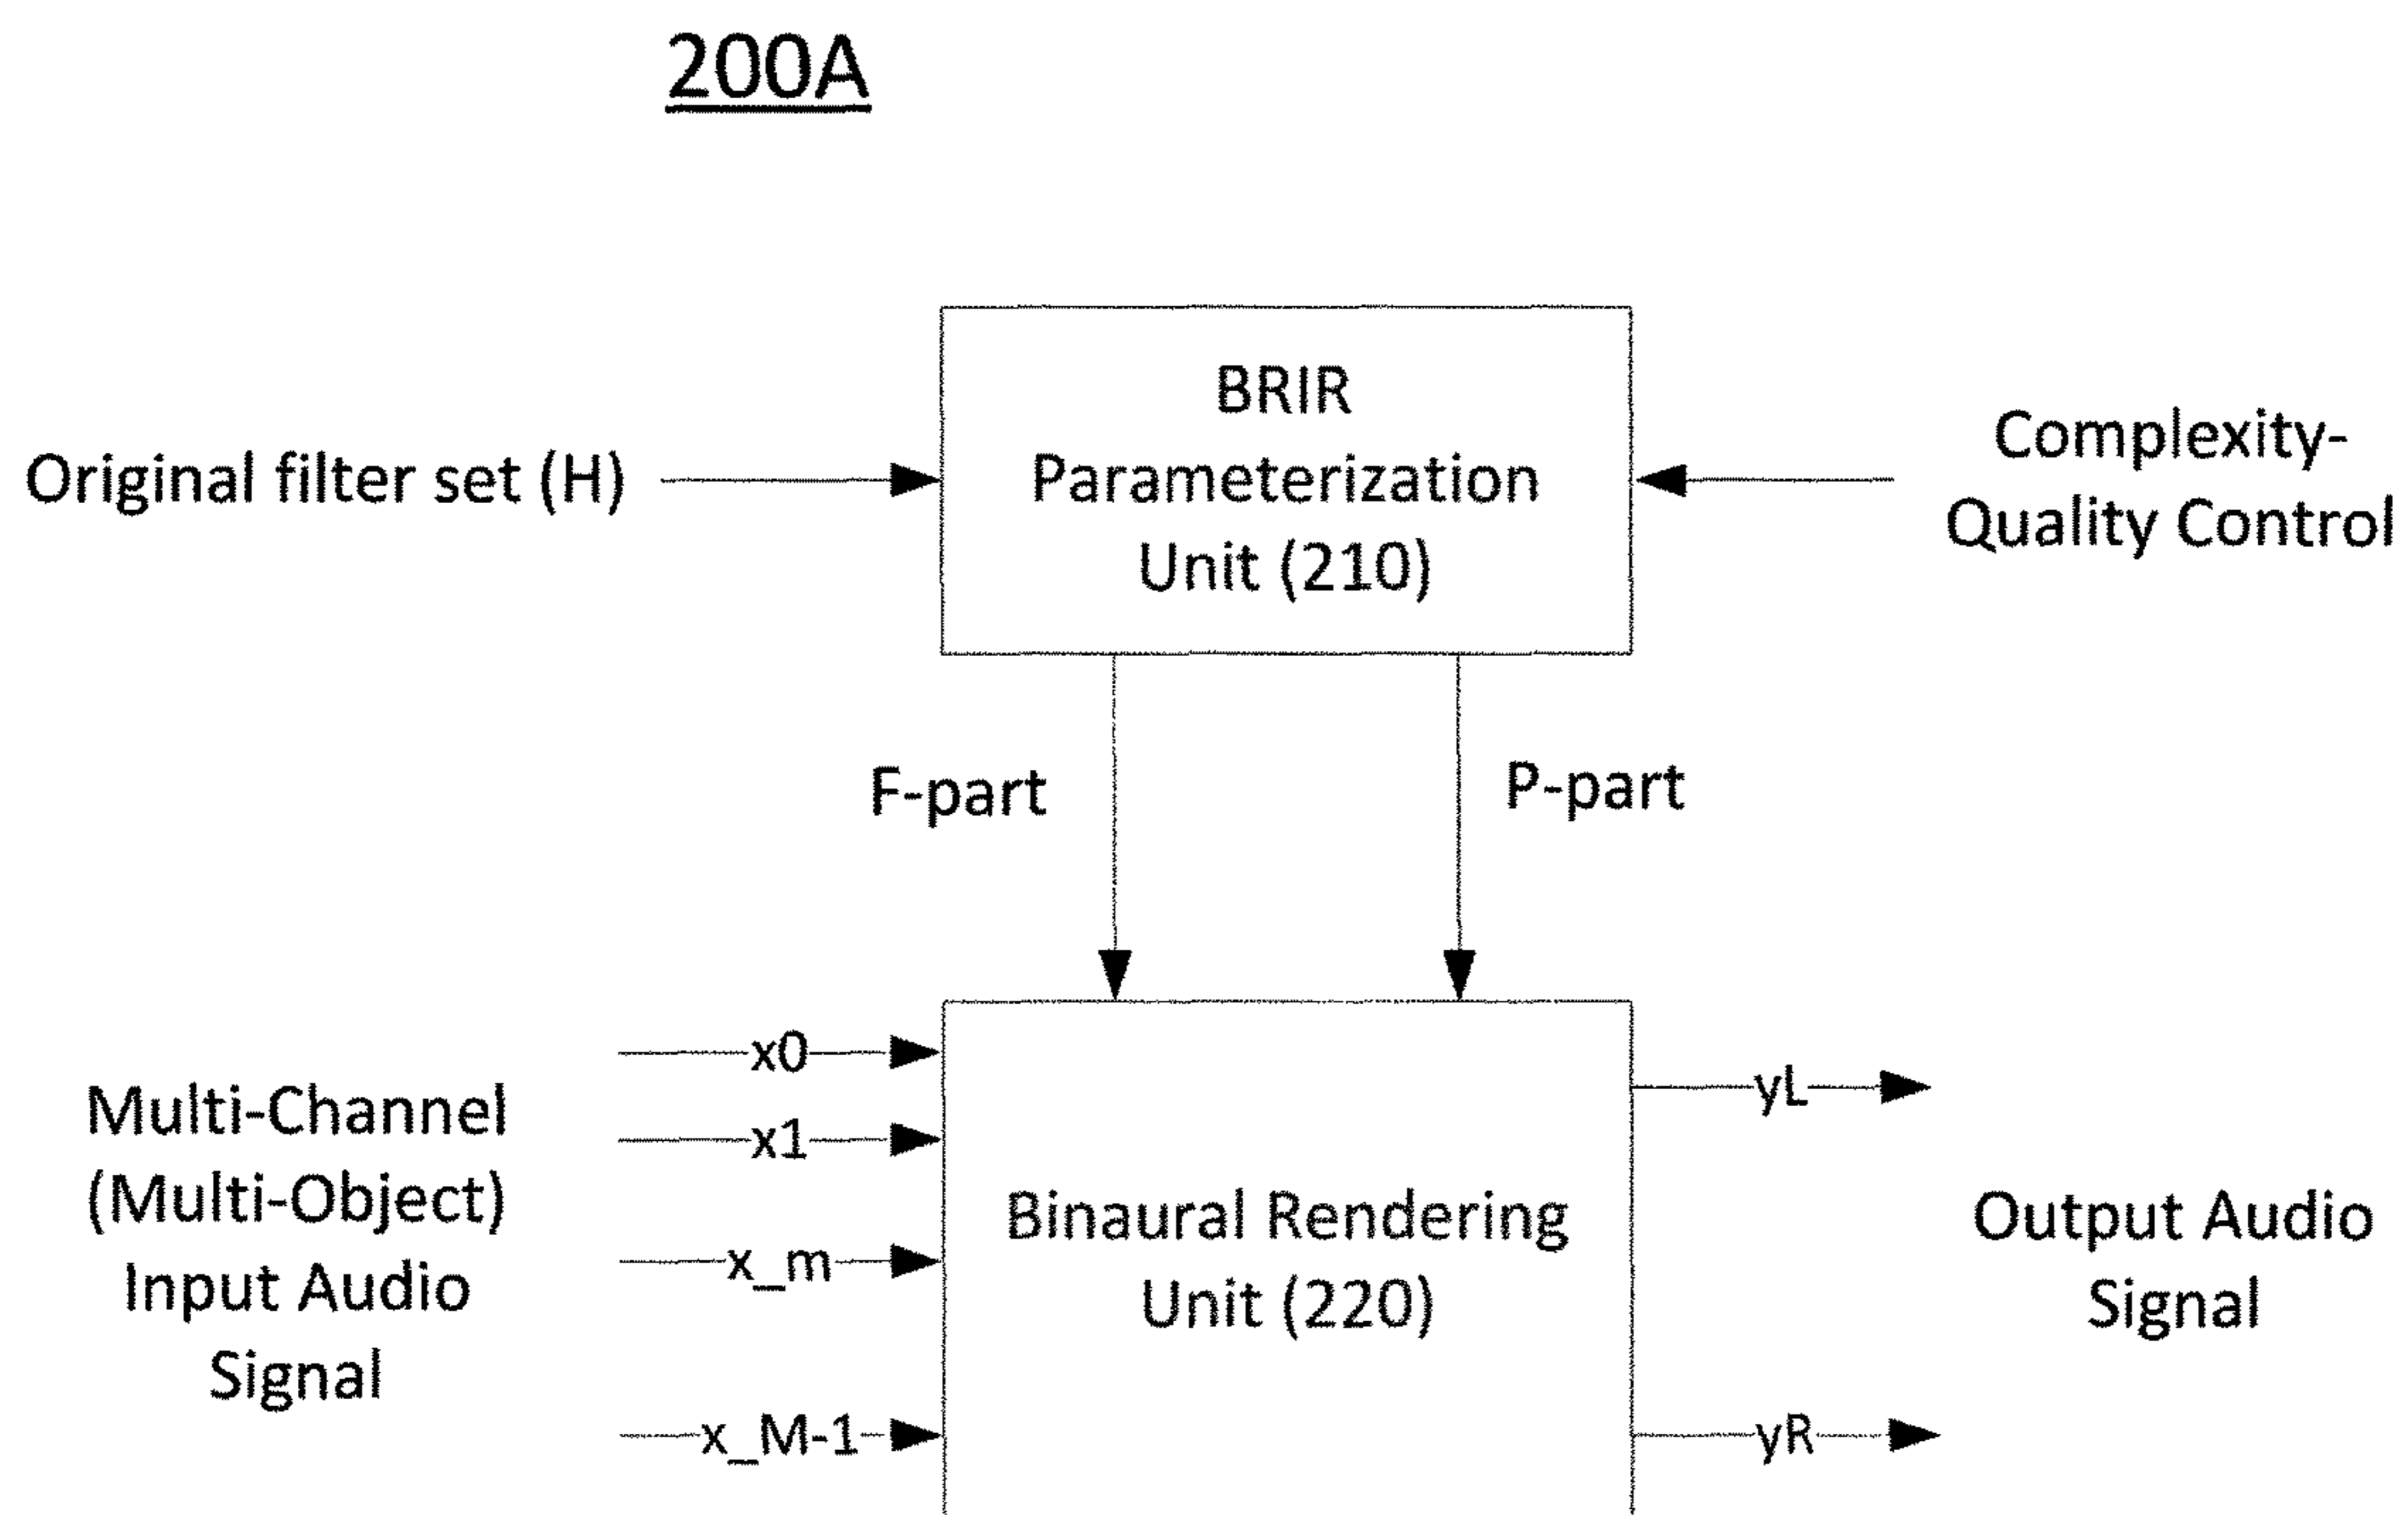 200A
BRIR
Parameterization
Unit (210)
Original filter set (H)
Complexity-
Quality Control
F-part
P-part
Multi-Channel
(Multi-Object)
Input Audio
Signal
x0
x1
x_m
x_M-1
Binaural Rendering
Unit (220)
yL
yR
Output Audio
Signal